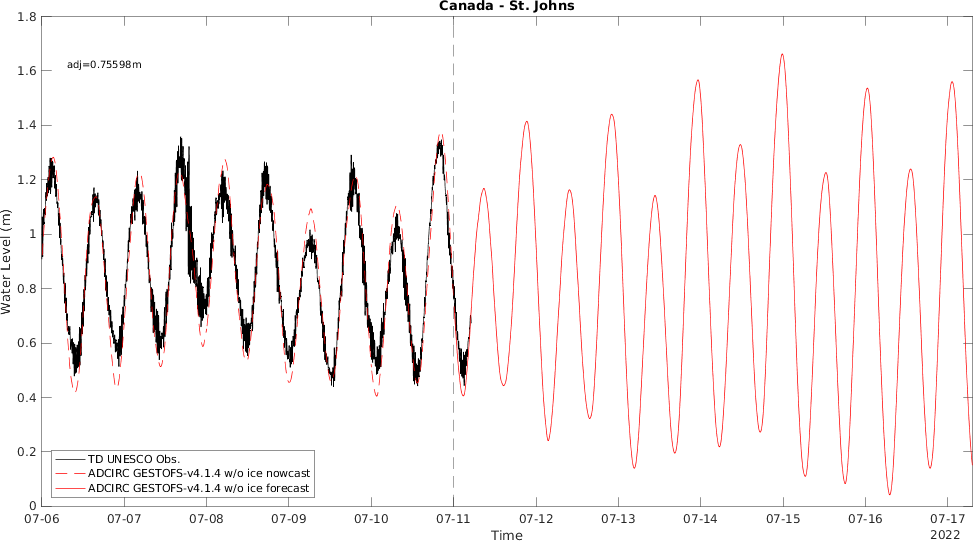 Canada - St. Johns
1.8
1.6
1.4
1.2
1
0.8
0.6
0.4
0.2
0
Water Level (m)
adj=0.75598m
TD UNESCO Obs.
ADCIRC GESTOFS-v4.1.4 w/o ice nowcast
ADCIRC GESTOFS-v4.1.4 w/o ice forecast
07-06 07-07 07-08 07-09 07-10 07-11 07-12 07-13 07-14 07-15 07-16 07-17
2022
Time